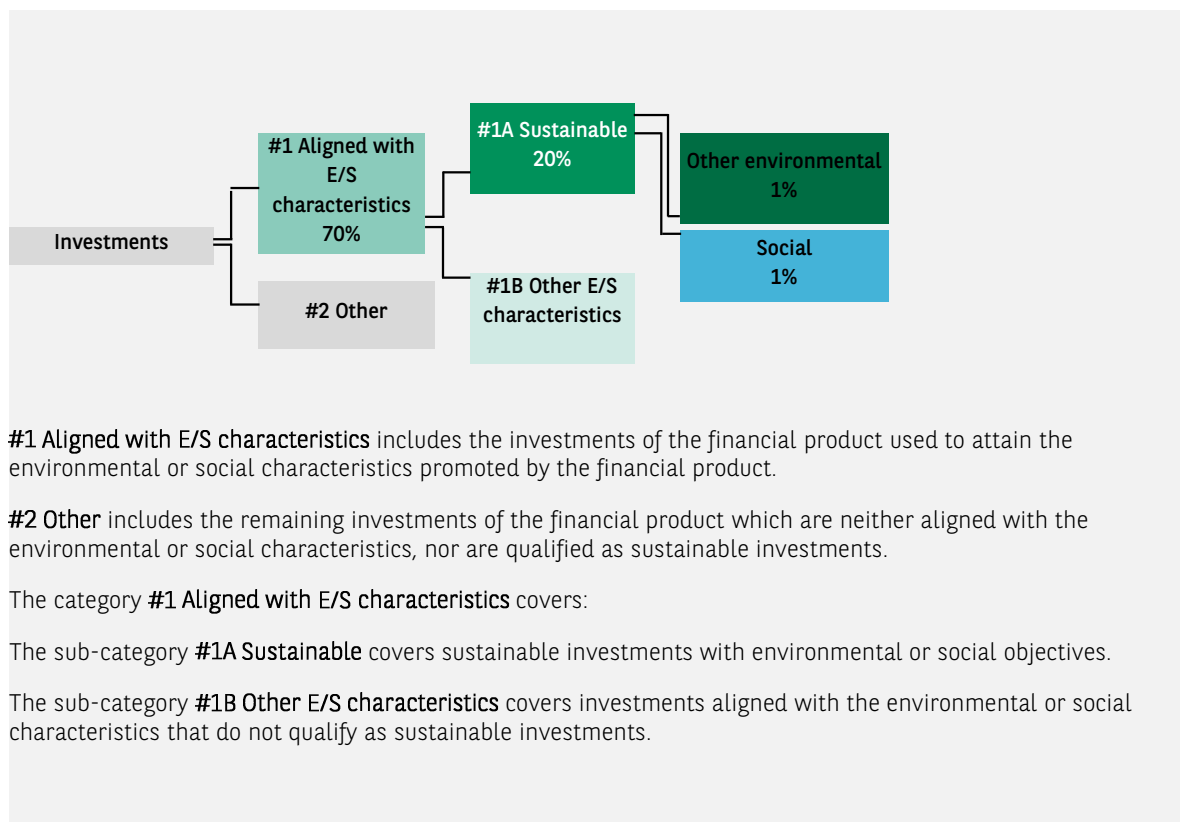 #1A Sustainable
20%
#1 Aligned with
E/S
characteristics
70%
Other environmental
1%
Investments
Social
1%
#2 Other
#1B Other E/S
characteristics
#1 Aligned with E/S characteristics includes the investments of the financial product used to attain the
environmental or social characteristics promoted by the financial product.
#2 Other includes the remaining investments of the financial product which are neither aligned with the
environmental or social characteristics, nor are qualified as sustainable investments.
The category #1 Aligned with E/S characteristics covers:
The sub-category #1A Sustainable covers sustainable investments with environmental or social objectives.
The sub-category #1B Other E/S characteristics covers investments aligned with the environmental or social
characteristics that do not qualify as sustainable investments.